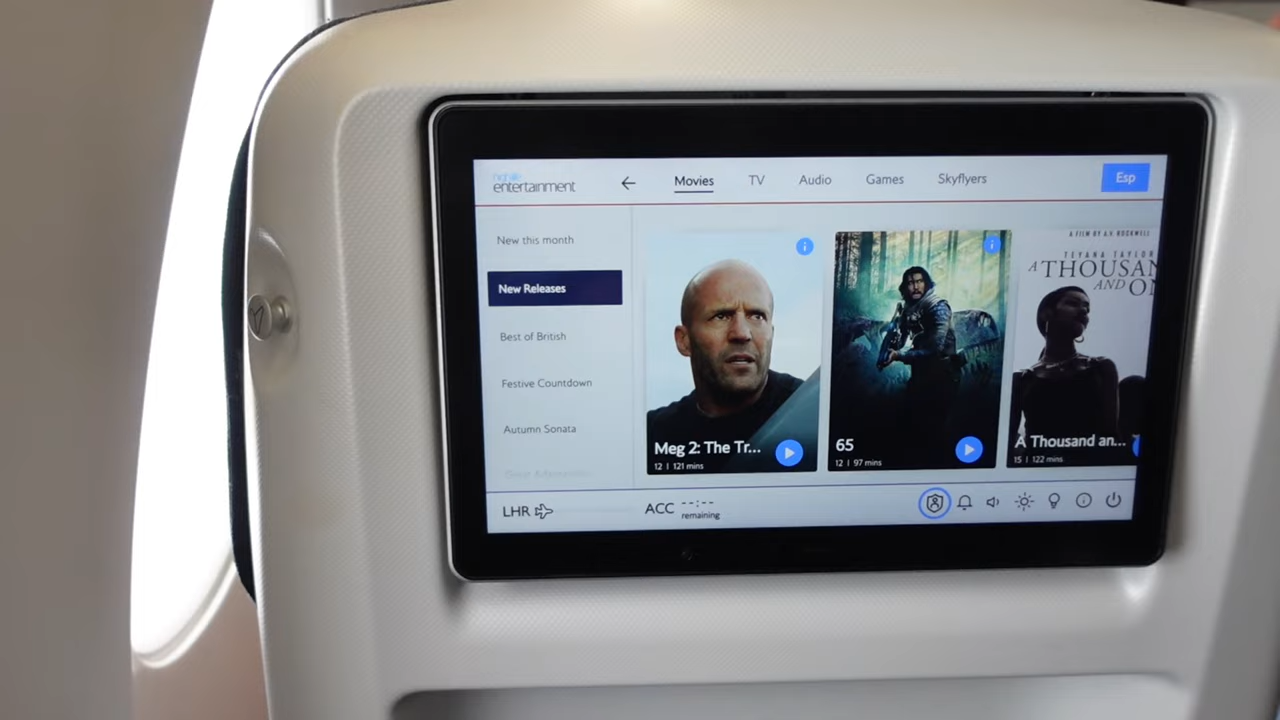 highlife
entertainment
Movies TV Audio Games Skyflyers Esp
New this month
New Releases
Best of British
Festive Countdown
Autumn Sonata
Meg 2: The Tr...
12 | 121 mins
65
12 | 97 mins
A FILM BY A.V. ROCKWELL
TEYANA TAYLOR
A THOUSAN
AND ON
A Thousand an...
15 | 122 mins
LHR
ACC --:--
remaining